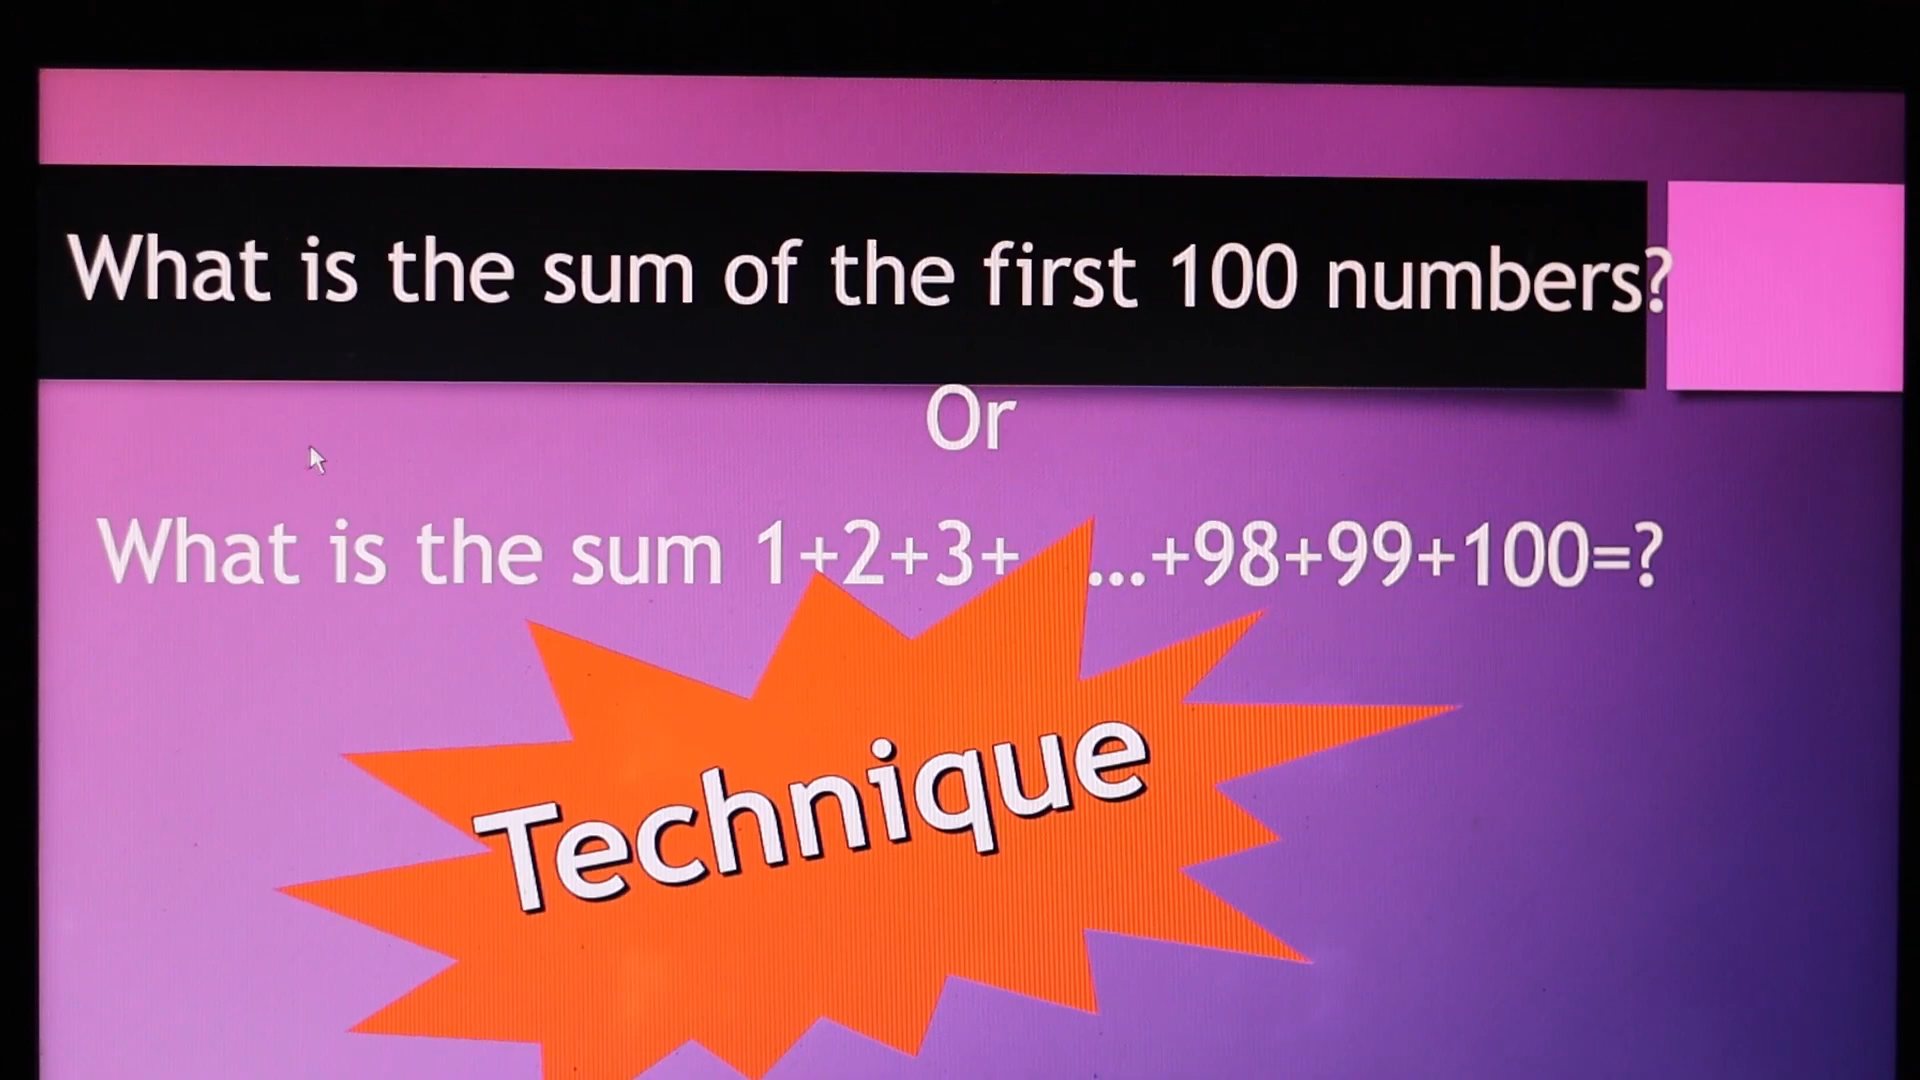 What is the sum of the first 100 numbers?
Or
What is the sum 1+2+3+ ...+98+99+100=?
Technique